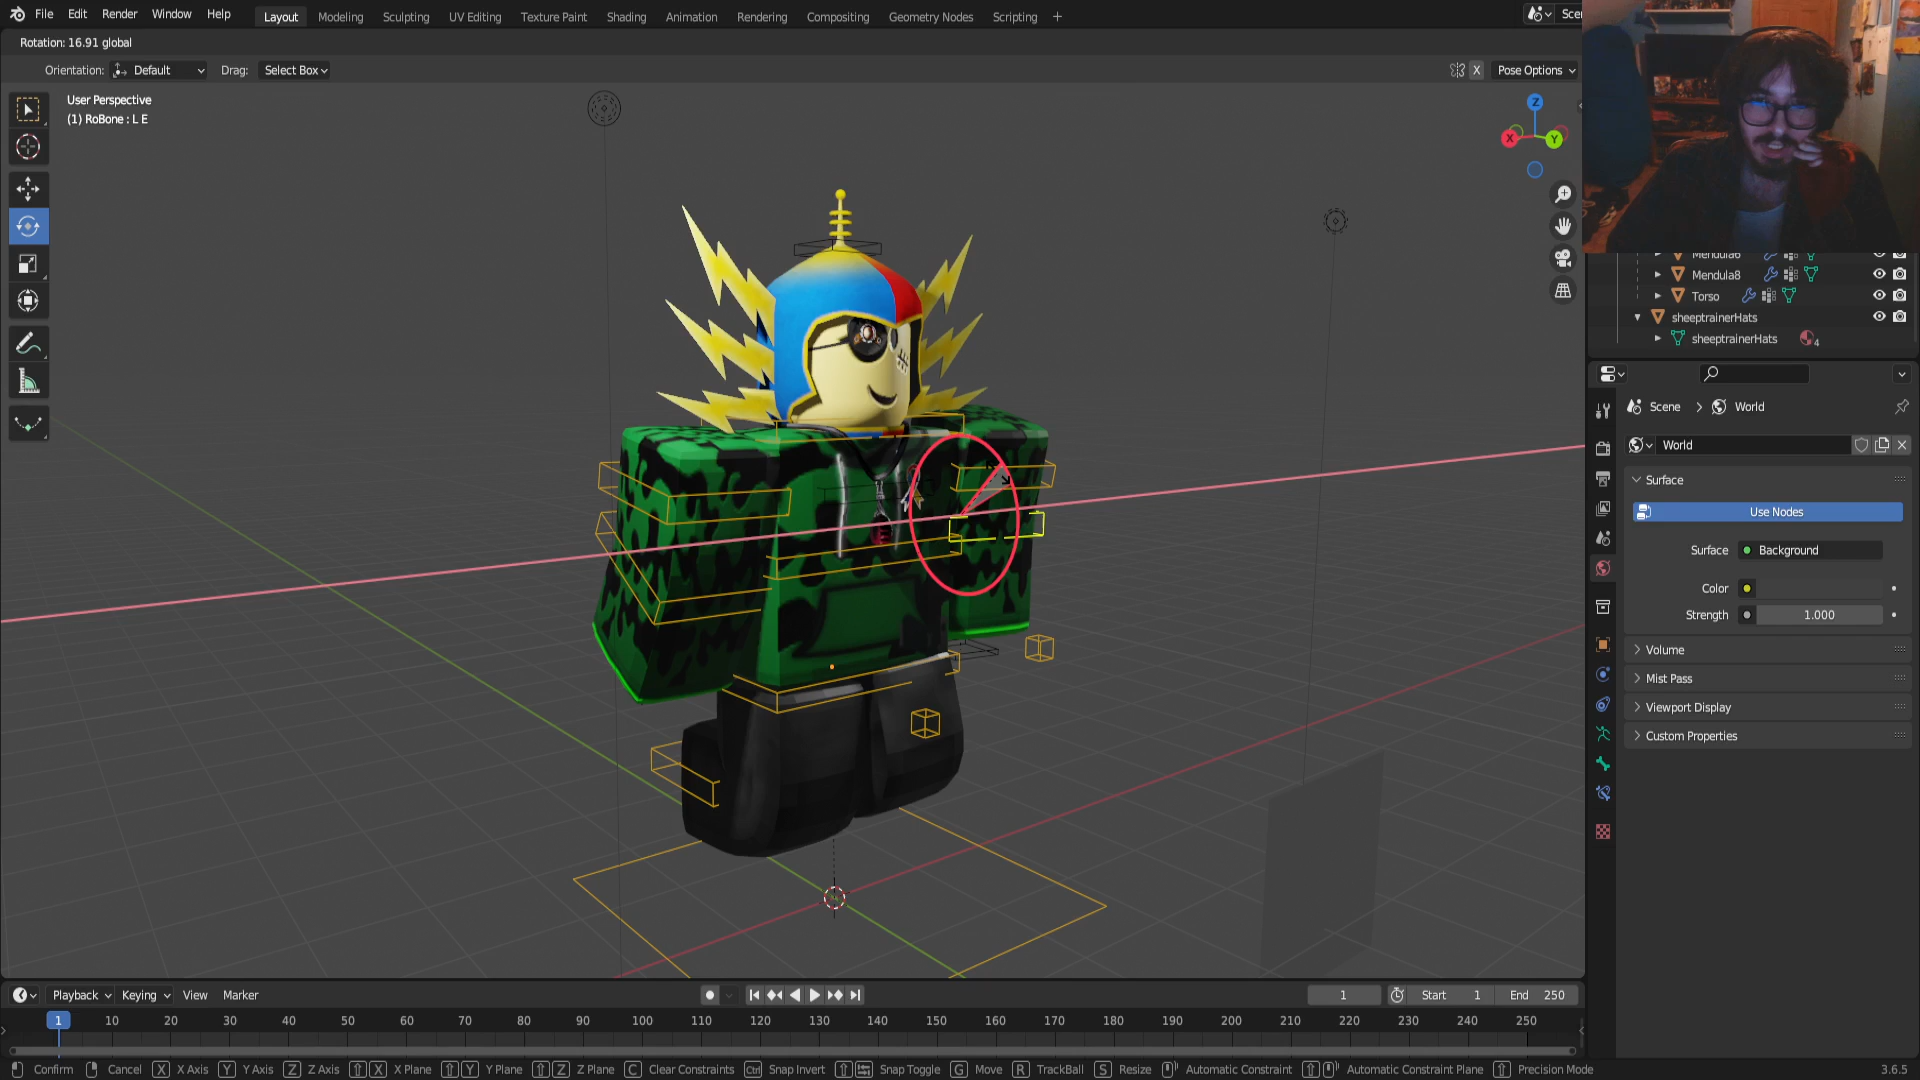 File Edit Render Window Help Layout Modeling Sculpting UV Editing Texture Paint Shading Animation Rendering Compositing Geometry Nodes Scripting +
Rotation: 16.91 global
Orientation: Default Drag: Select Box X Pose Options
User Perspective
(1) RoBone : L E
Z
X Y
Mendula6
Mendula8
Torso
sheeptrainerHats
sheeptrainerHats 4
Scene > World
World
Surface
Use Nodes
Surface Background
Color
Strength 1.000
Volume
Mist Pass
Viewport Display
Custom Properties
Playback Keying View Marker 1 Start 1 End 250
1 10 20 30 40 50 60 70 80 90 100 110 120 130 140 150 160 170 180 190 200 210 220 230 240 250
Confirm Cancel X X Axis Y Y Axis Z Z Axis X X Plane Y Y Plane Z Z Plane C Clear Constraints Ctrl Snap Invert Snap Toggle G Move R TrackBall S Resize Automatic Constraint Automatic Constraint Plane Precision Mode 3.6.5